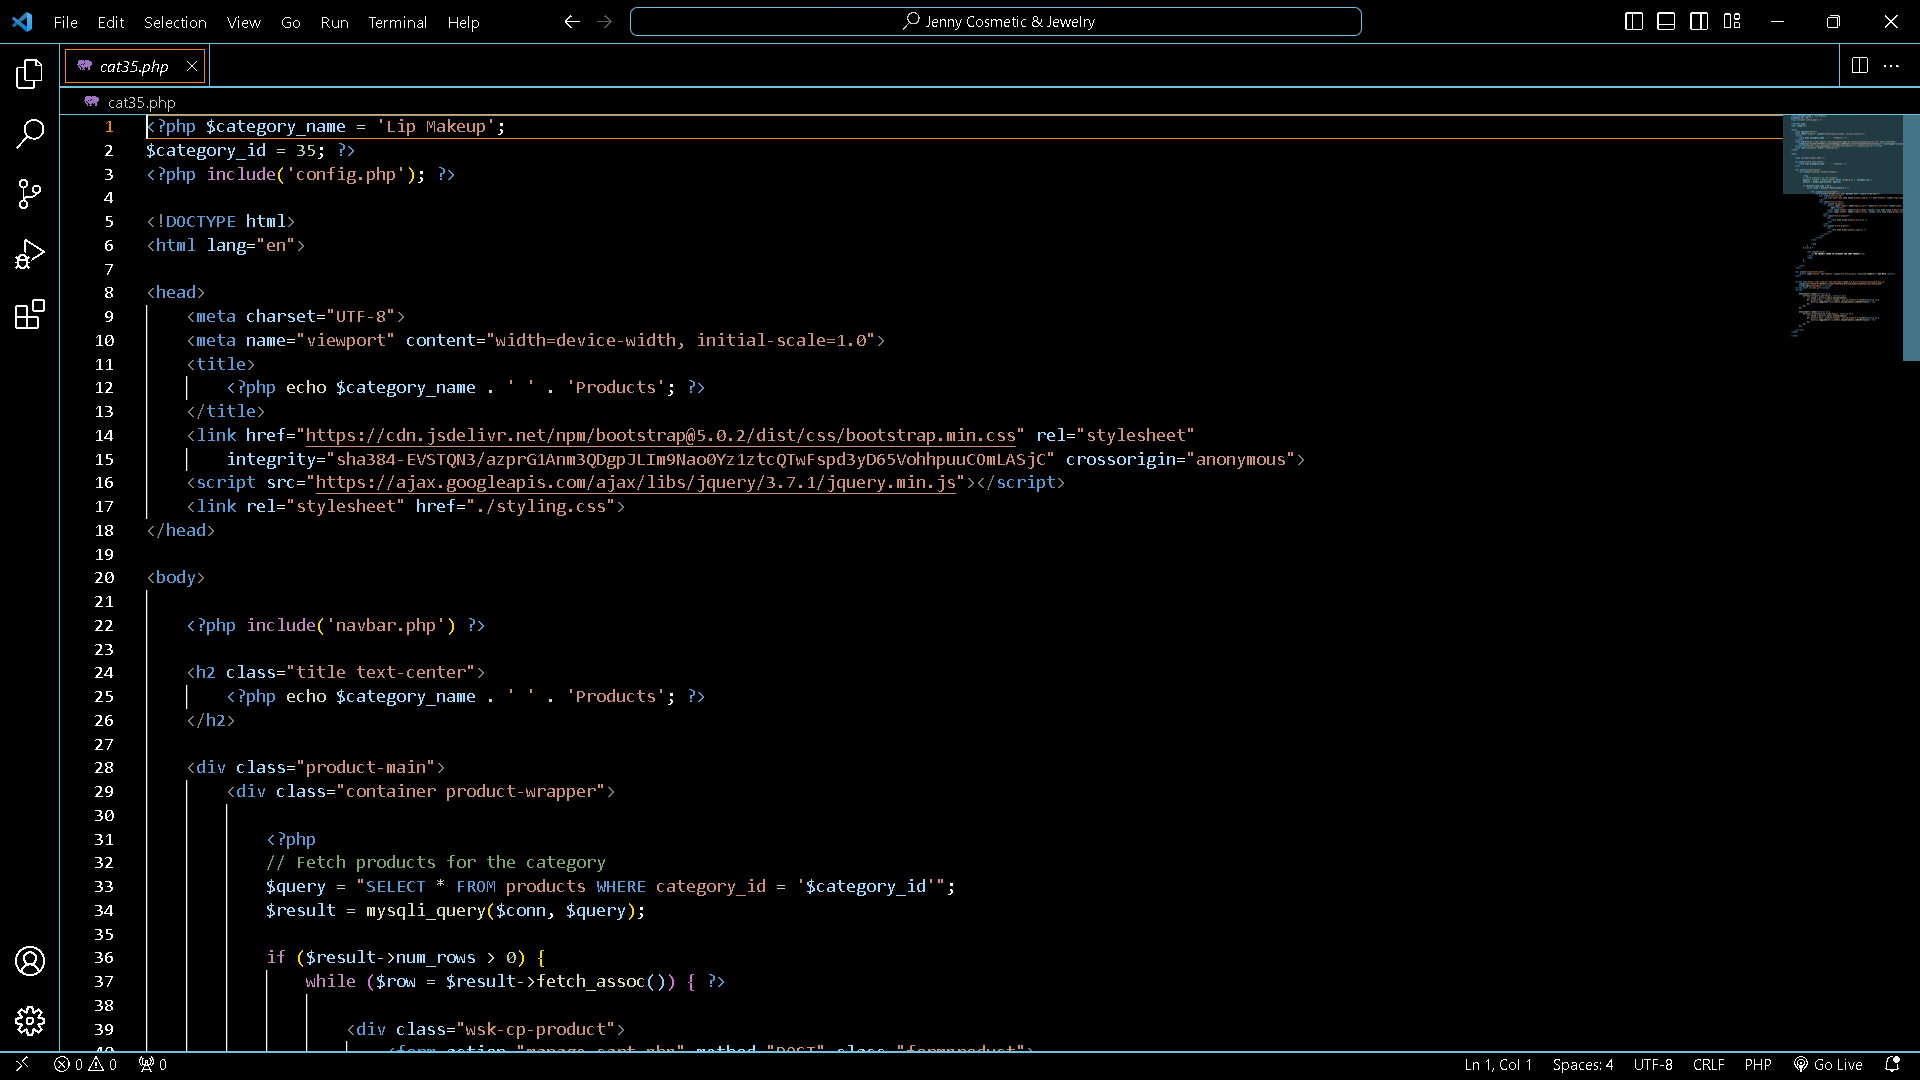 File Edit Selection View Go Run Terminal Help
Jenny Cosmetic & Jewelry
cat35.php
cat35.php
1 <?php $category_name = 'Lip Makeup';
2 $category_id = 35; ?>
3 <?php include('config.php'); ?>
4
5 <!DOCTYPE html>
6 <html lang="en">
7
8 <head>
9 <meta charset="UTF-8">
10 <meta name="viewport" content="width=device-width, initial-scale=1.0">
11 <title>
12 <?php echo $category_name . ' ' . 'Products'; ?>
13 </title>
14 <link href="https://cdn.jsdelivr.net/npm/bootstrap@5.0.2/dist/css/bootstrap.min.css" rel="stylesheet"
15 integrity="sha384-EVSTQN3/azprG1Anm3QDgpJLIm9Nao0Yz1ztcQTwFspd3yD65VohhpuuCOmLASjC" crossorigin="anonymous">
16 <script src="https://ajax.googleapis.com/ajax/libs/jquery/3.7.1/jquery.min.js"></script>
17 <link rel="stylesheet" href="./styling.css">
18 </head>
19
20 <body>
21
22 <?php include('navbar.php') ?>
23
24 <h2 class="title text-center">
25 <?php echo $category_name . ' ' . 'Products'; ?>
26 </h2>
27
28 <div class="product-main">
29 <div class="container product-wrapper">
30
31 <?php
32 // Fetch products for the category
33 $query = "SELECT * FROM products WHERE category_id = '$category_id'";
34 $result = mysqli_query($conn, $query);
35
36 if ($result->num_rows > 0) {
37 while ($row = $result->fetch_assoc()) { ?>
38
39 <div class="wsk-cp-product">
0 0 0
Ln 1, Col 1 Spaces: 4 UTF-8 CRLF PHP Go Live